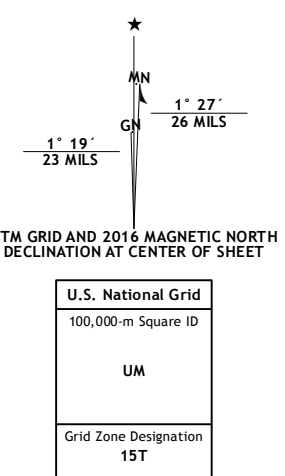 ★
MN
1° 27´
26 MILS
GN
1° 19´
23 MILS
TM GRID AND 2016 MAGNETIC NORTH
DECLINATION AT CENTER OF SHEET
U.S. National Grid
100,000-m Square ID
UM
Grid Zone Designation
15T